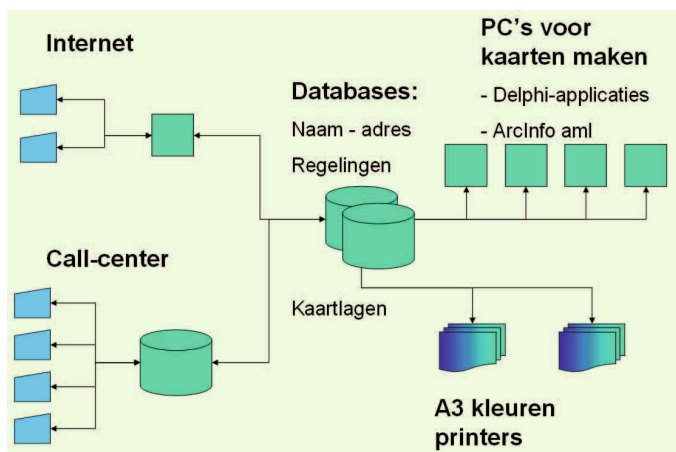 Internet
PC's voor
kaarten maken
- Delphi-applicaties
- ArcInfo aml
Databases:
Naam - adres
Regelingen
Call-center
Kaartlagen
A3 kleuren
printers